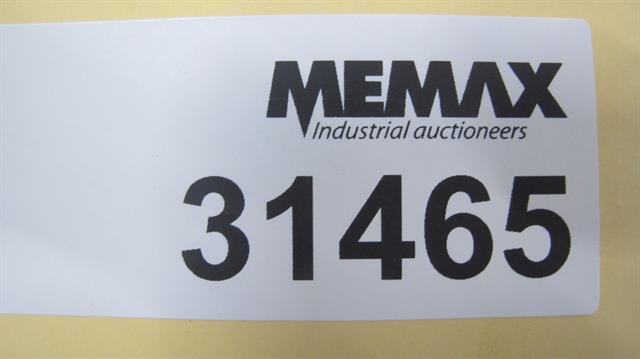 MEMAX
Industrial auctioneers
31465